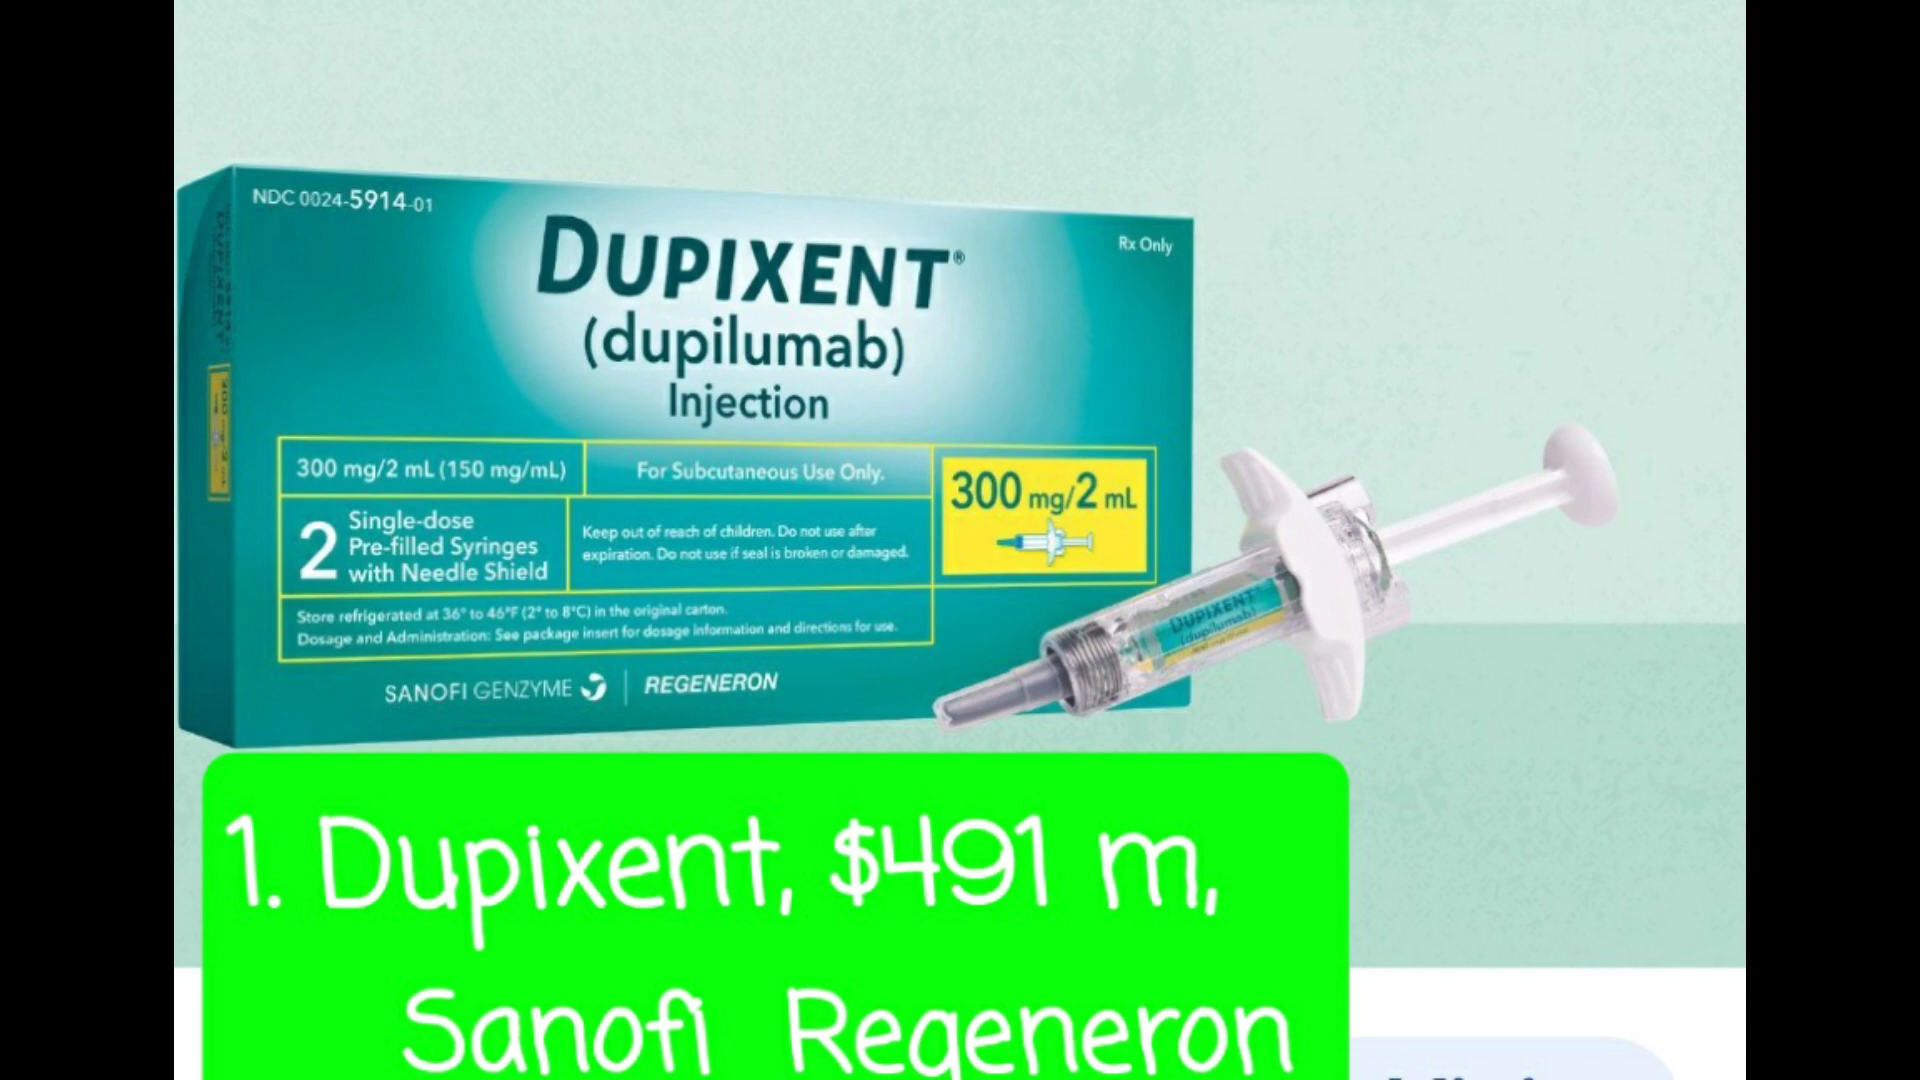 NDC 0024-5914-01
Rx Only
DUPIXENT®
(dupilumab)
Injection
300 mg/2 mL (150 mg/mL)
For Subcutaneous Use Only.
300 mg/2 mL
2 Single-dose
Pre-filled Syringes
with Needle Shield
Keep out of reach of children. Do not use after
expiration. Do not use if seal is broken or damaged.
Store refrigerated at 36° to 46°F (2° to 8°C) in the original carton.
Dosage and Administration: See package insert for dosage information and directions for use.
SANOFI GENZYME | REGENERON
DUPIXENT
(dupilumab)
1. Dupixent, $491 m,
Sanofi Regeneron